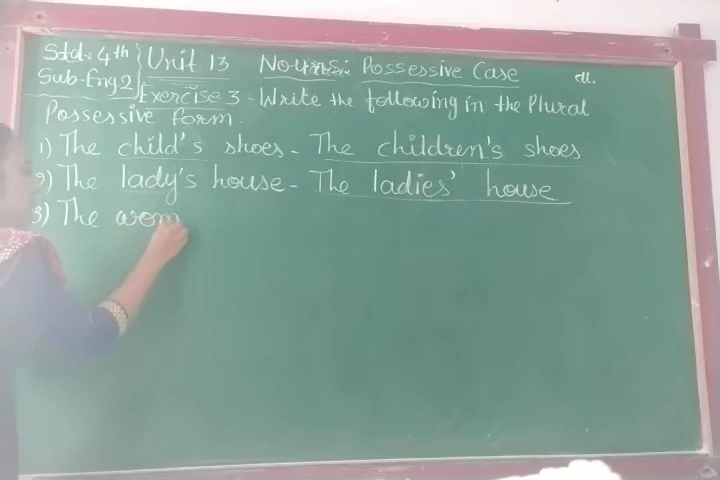 Std: 4th Unit 13 Nouns: Possessive Case
Sub-Eng 2 Exercise 3 - Write the following in the Plural
Possessive form.
1) The child's shoes - The children's shoes
2) The lady's house - The ladies' house
3) The wom